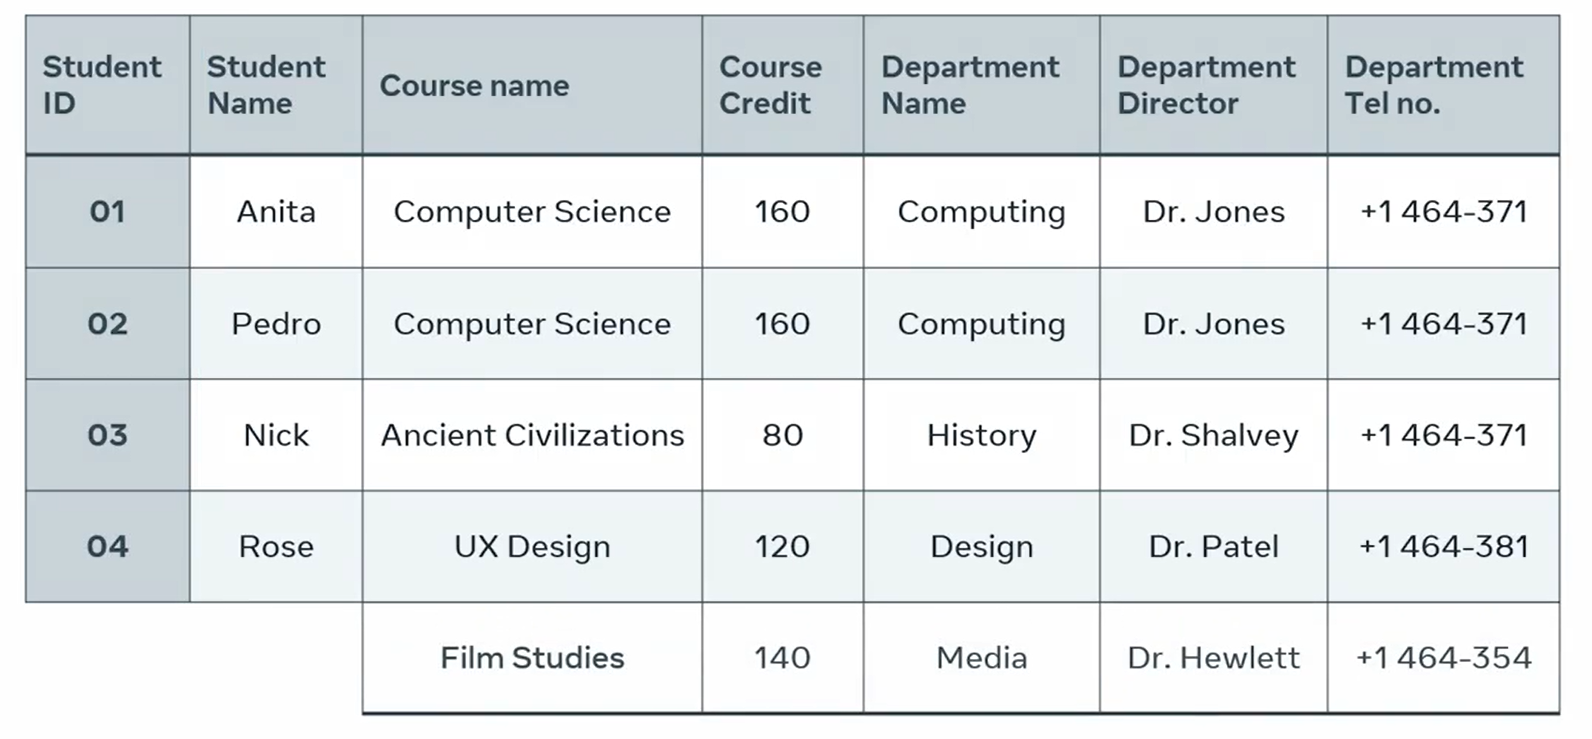 Student ID | Student Name | Course name | Course Credit | Department Name | Department Director | Department Tel no.
01 | Anita | Computer Science | 160 | Computing | Dr. Jones | +1 464-371
02 | Pedro | Computer Science | 160 | Computing | Dr. Jones | +1 464-371
03 | Nick | Ancient Civilizations | 80 | History | Dr. Shalvey | +1 464-371
04 | Rose | UX Design | 120 | Design | Dr. Patel | +1 464-381
Film Studies | 140 | Media | Dr. Hewlett | +1 464-354